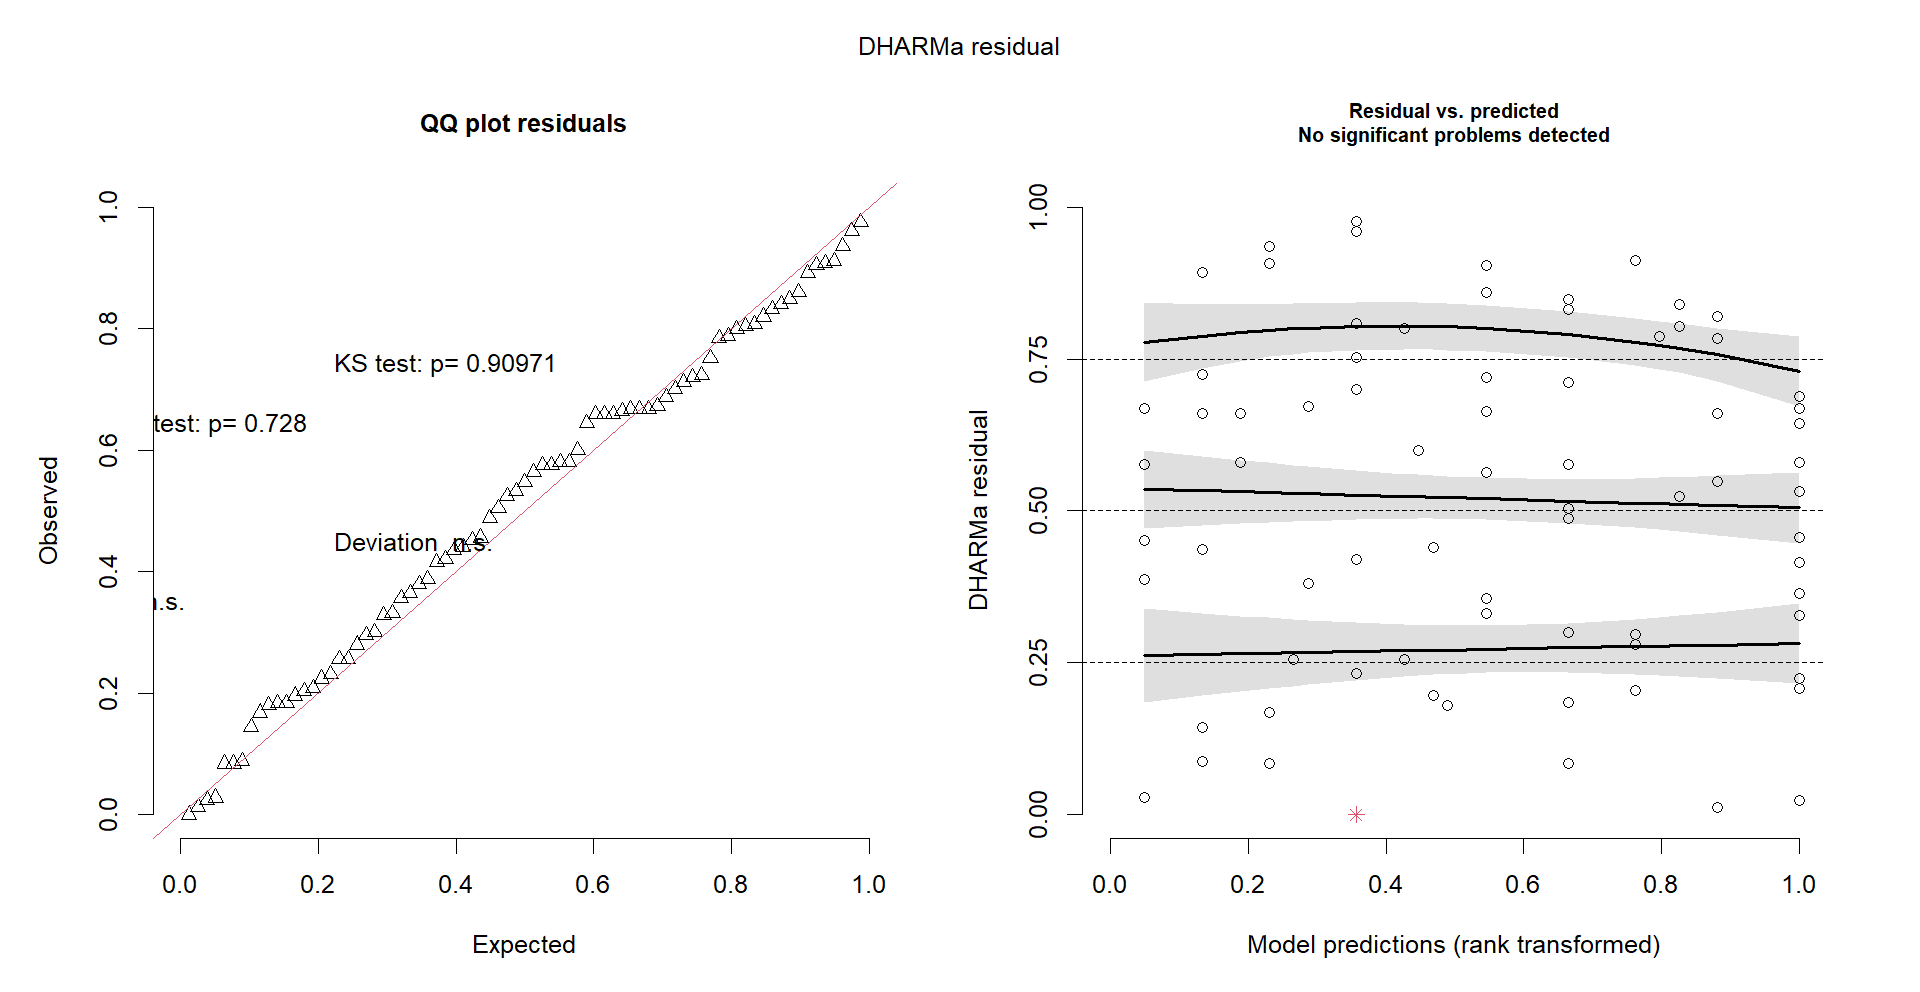 DHARMa residual
QQ plot residuals
Observed
0.0 0.2 0.4 0.6 0.8 1.0
KS test: p= 0.90971
test: p= 0.728
Deviation n.s.
n.s.
0.0 0.2 0.4 0.6 0.8 1.0
Expected
Residual vs. predicted
No significant problems detected
DHARMa residual
0.00 0.25 0.50 0.75 1.00
0.0 0.2 0.4 0.6 0.8 1.0
Model predictions (rank transformed)